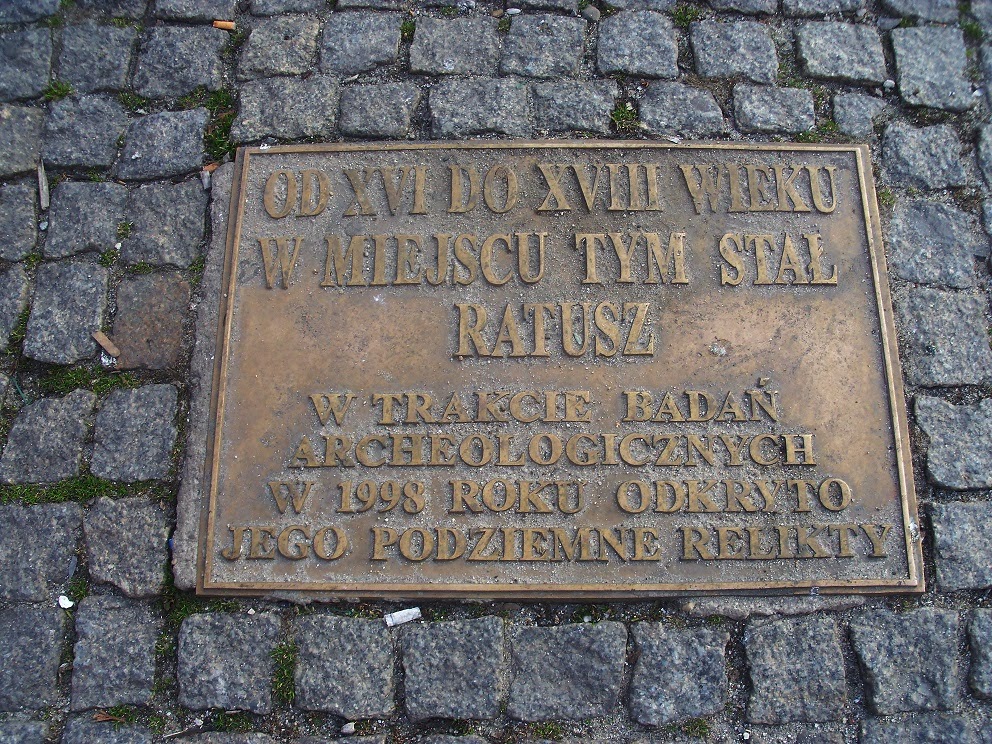 OD XVI DO XVIII WIEKU
W MIEJSCU TYM STAŁ
RATUSZ
W TRAKCIE BADAŃ
ARCHEOLOGICZNYCH
W 1998 ROKU ODKRYTO
JEGO PODZIEMNE RELIKTY